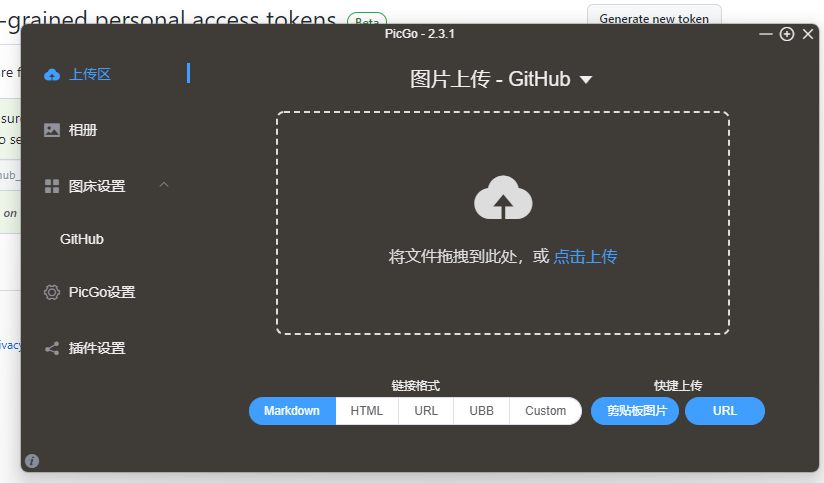 -grained personal access tokens Beta
Generate new token
PicGo - 2.3.1
上传区
图片上传 - GitHub
相册
图床设置
GitHub
将文件拖拽到此处，或 点击上传
PicGo设置
插件设置
链接格式
快捷上传
Markdown HTML URL UBB Custom
剪贴板图片 URL
re f
sur
o se
hub_
on
ivacy